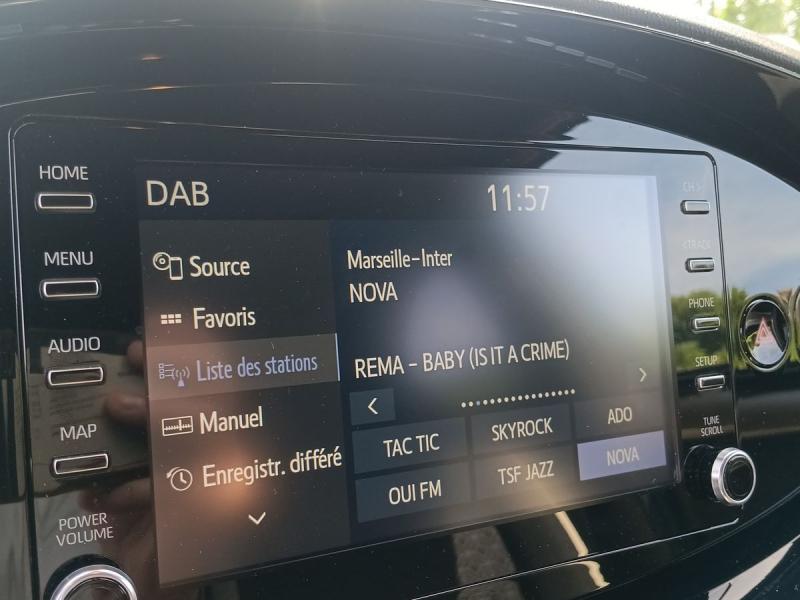 HOME
MENU
AUDIO
MAP
POWER
VOLUME
DAB
11:57
Source
Favoris
Liste des stations
Manuel
Enregistr. différé
Marseille-Inter
NOVA
REMA - BABY (IS IT A CRIME)
TAC TIC
SKYROCK
ADO
OUI FM
TSF JAZZ
NOVA
CH >
< TRACK
PHONE
SETUP
TUNE
SCROLL